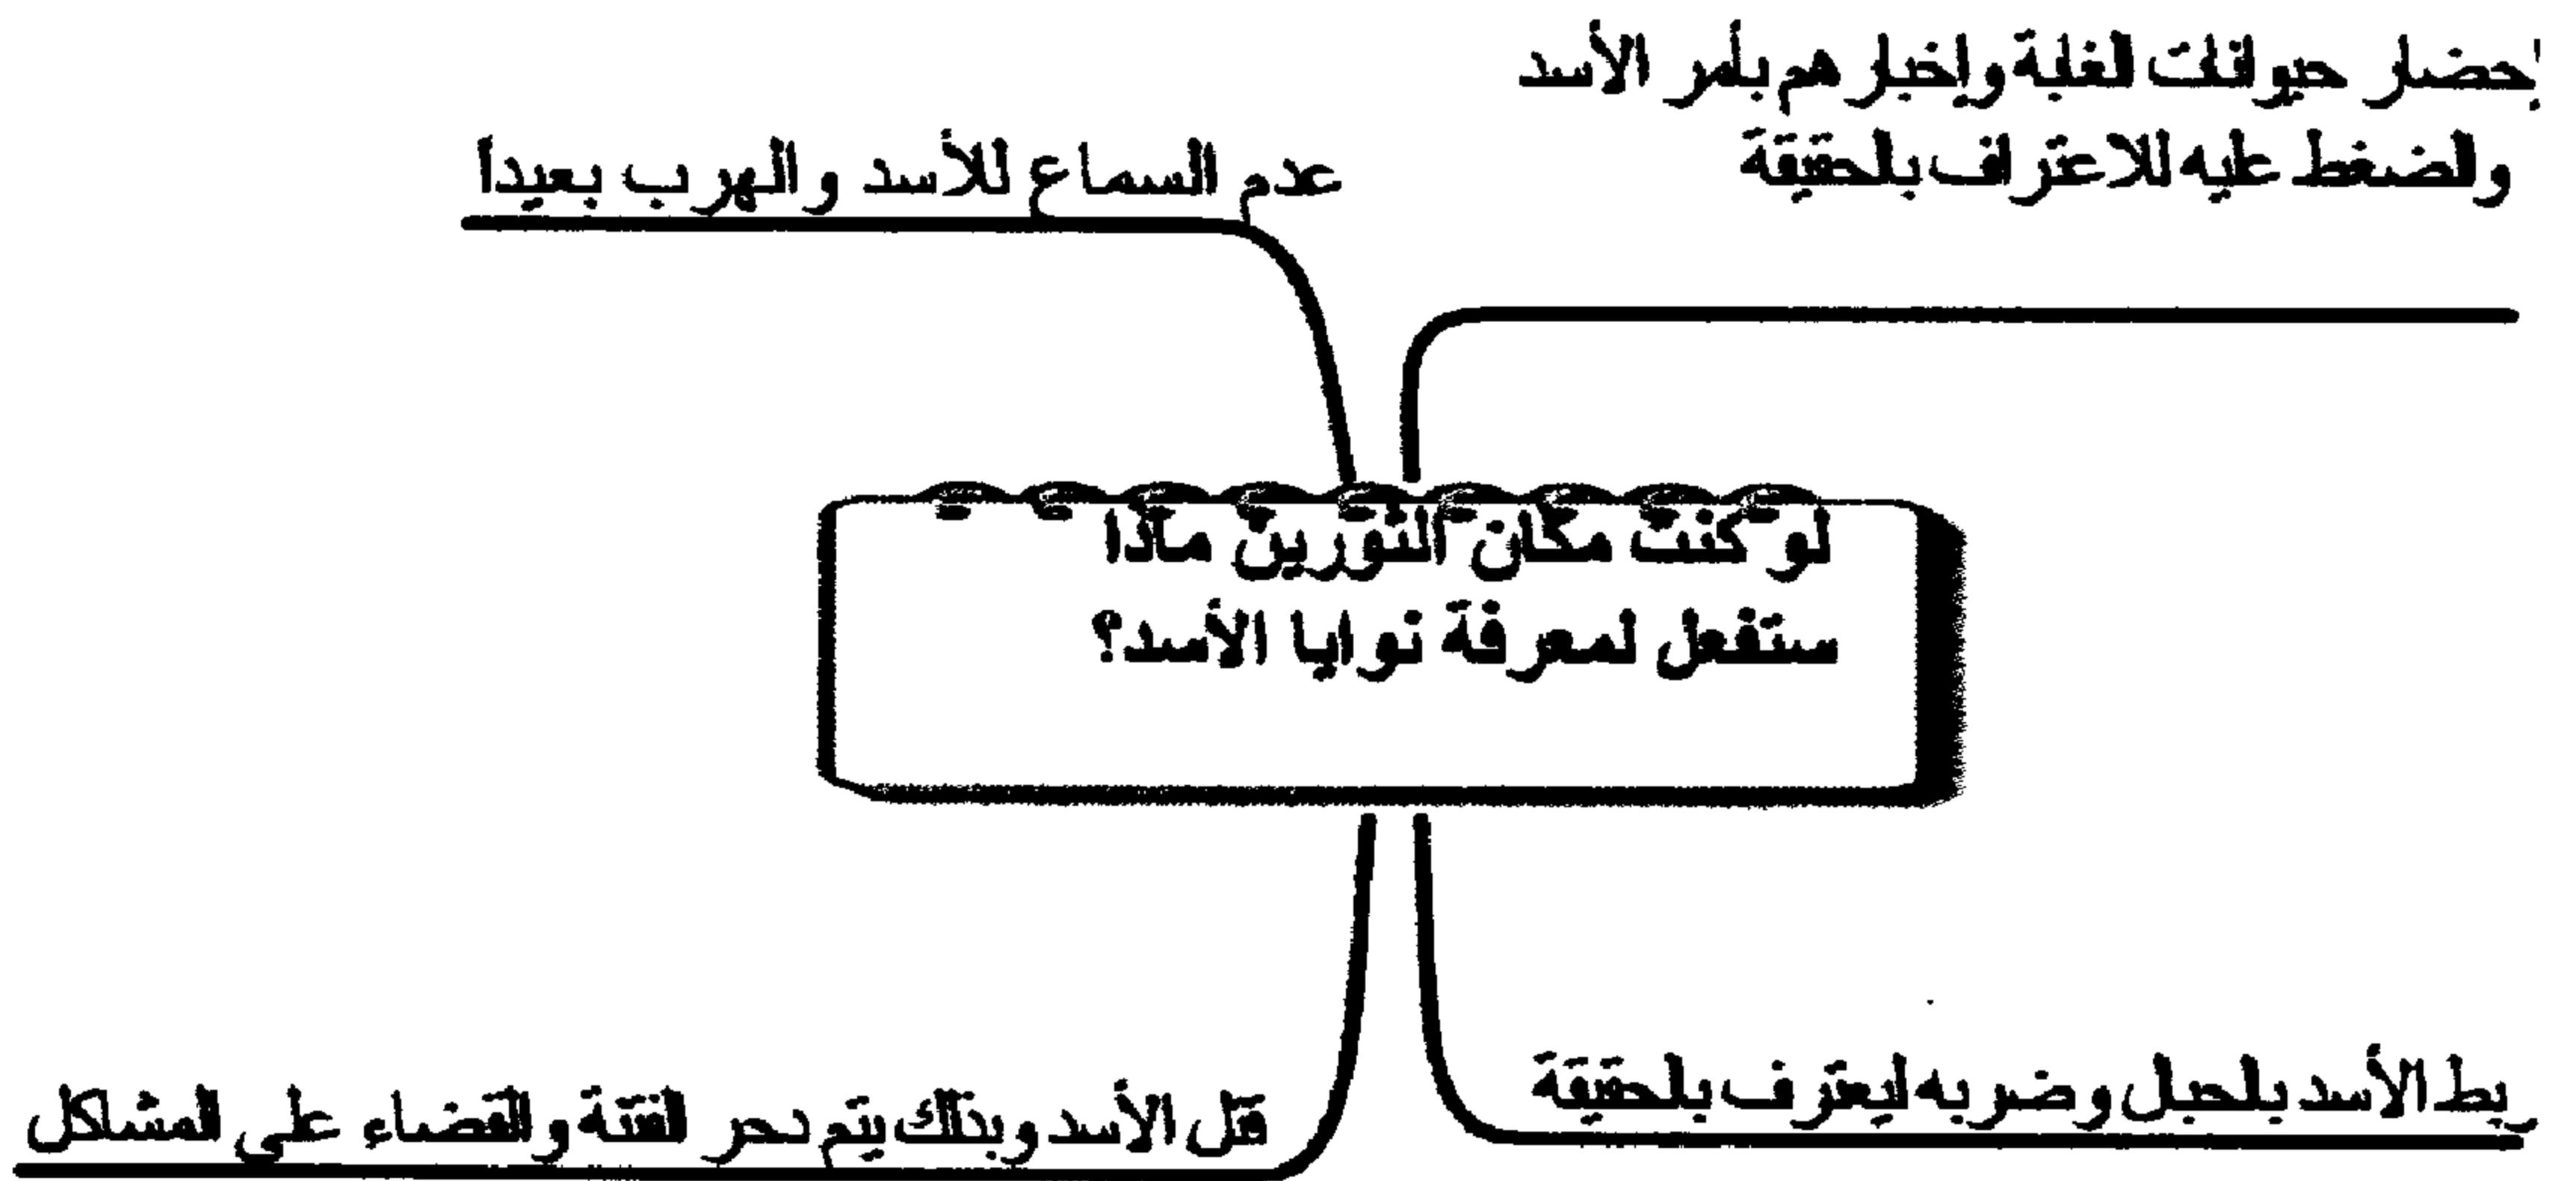 إحضار حيوانات الغابة وإخبارهم بأمر الأسد
والضغط عليه للاعتراف بالحقيقة
عدم السماع للأسد والهرب بعيدا
لو كنت مكان الثورين ماذا
ستفعل لمعرفة نوايا الأسد؟
ربط الأسد بالحبل وضربه ليعترف بالحقيقة
قتل الأسد وبذلك يتم دحر الفتنة والقضاء على المشاكل